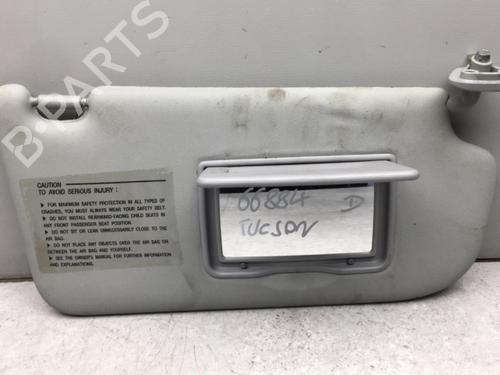 B-PARTS
CAUTION
TO AVOID SERIOUS INJURY :
▶ FOR MAXIMUM SAFETY PROTECTION IN ALL TYPES OF
CRASHES, YOU MUST ALWAYS WEAR YOUR SAFETY BELT.
▶ DO NOT INSTALL REARWARD-FACING CHILD SEATS IN
ANY FRONT PASSENGER SEAT POSITION.
▶ DO NOT SIT OR LEAN UNNECESSARILY CLOSE TO THE
AIR BAG.
▶ DO NOT PLACE ANY OBJECTS OVER THE AIR BAG OR
BETWEEN THE AIR BAG AND YOURSELF.
▶ SEE THE OWNER'S MANUAL FOR FURTHER INFORMATION
AND EXPLANATIONS.
66884 D
TUCSON